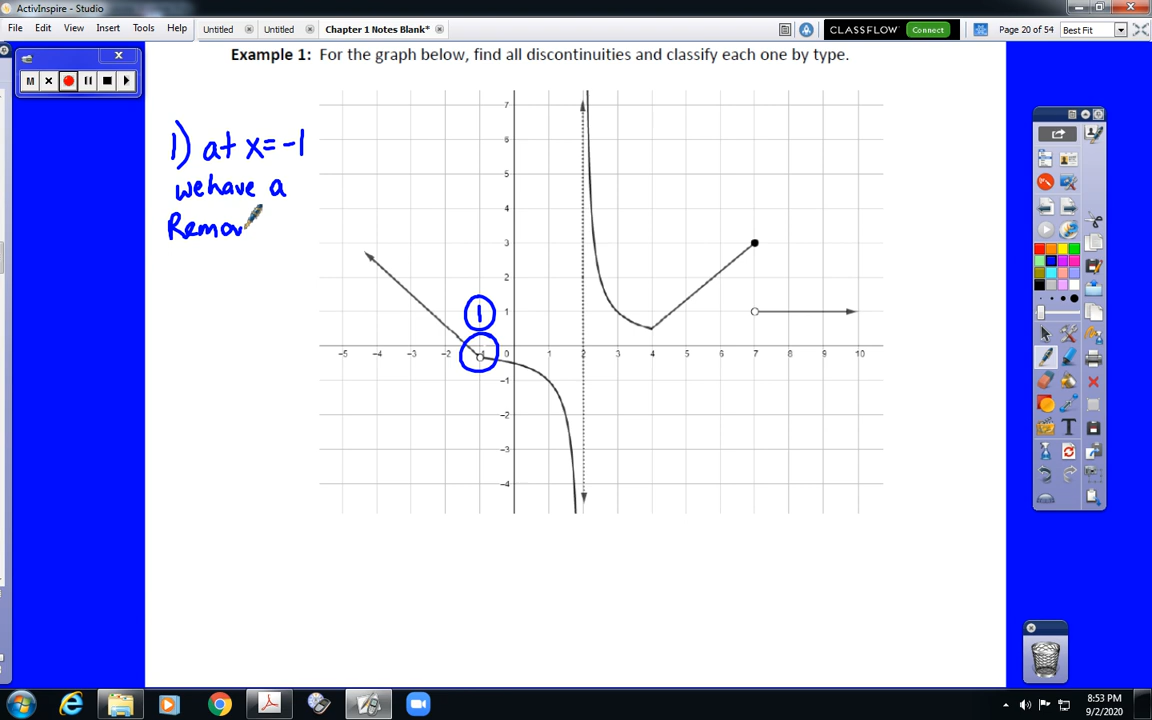 ActivInspire - Studio
File Edit View Insert Tools Help
Untitled Untitled Chapter 1 Notes Blank*
CLASSFLOW Connect Page 20 of 54 Best Fit
Example 1: For the graph below, find all discontinuities and classify each one by type.
M
1) at x=-1
we have a
Remov
1
7
6
5
4
3
2
1
-5 -4 -3 -2 -1 0 1 2 3 4 5 6 7 8 9 10
-1
-2
-3
-4
T
8:53 PM
9/2/2020